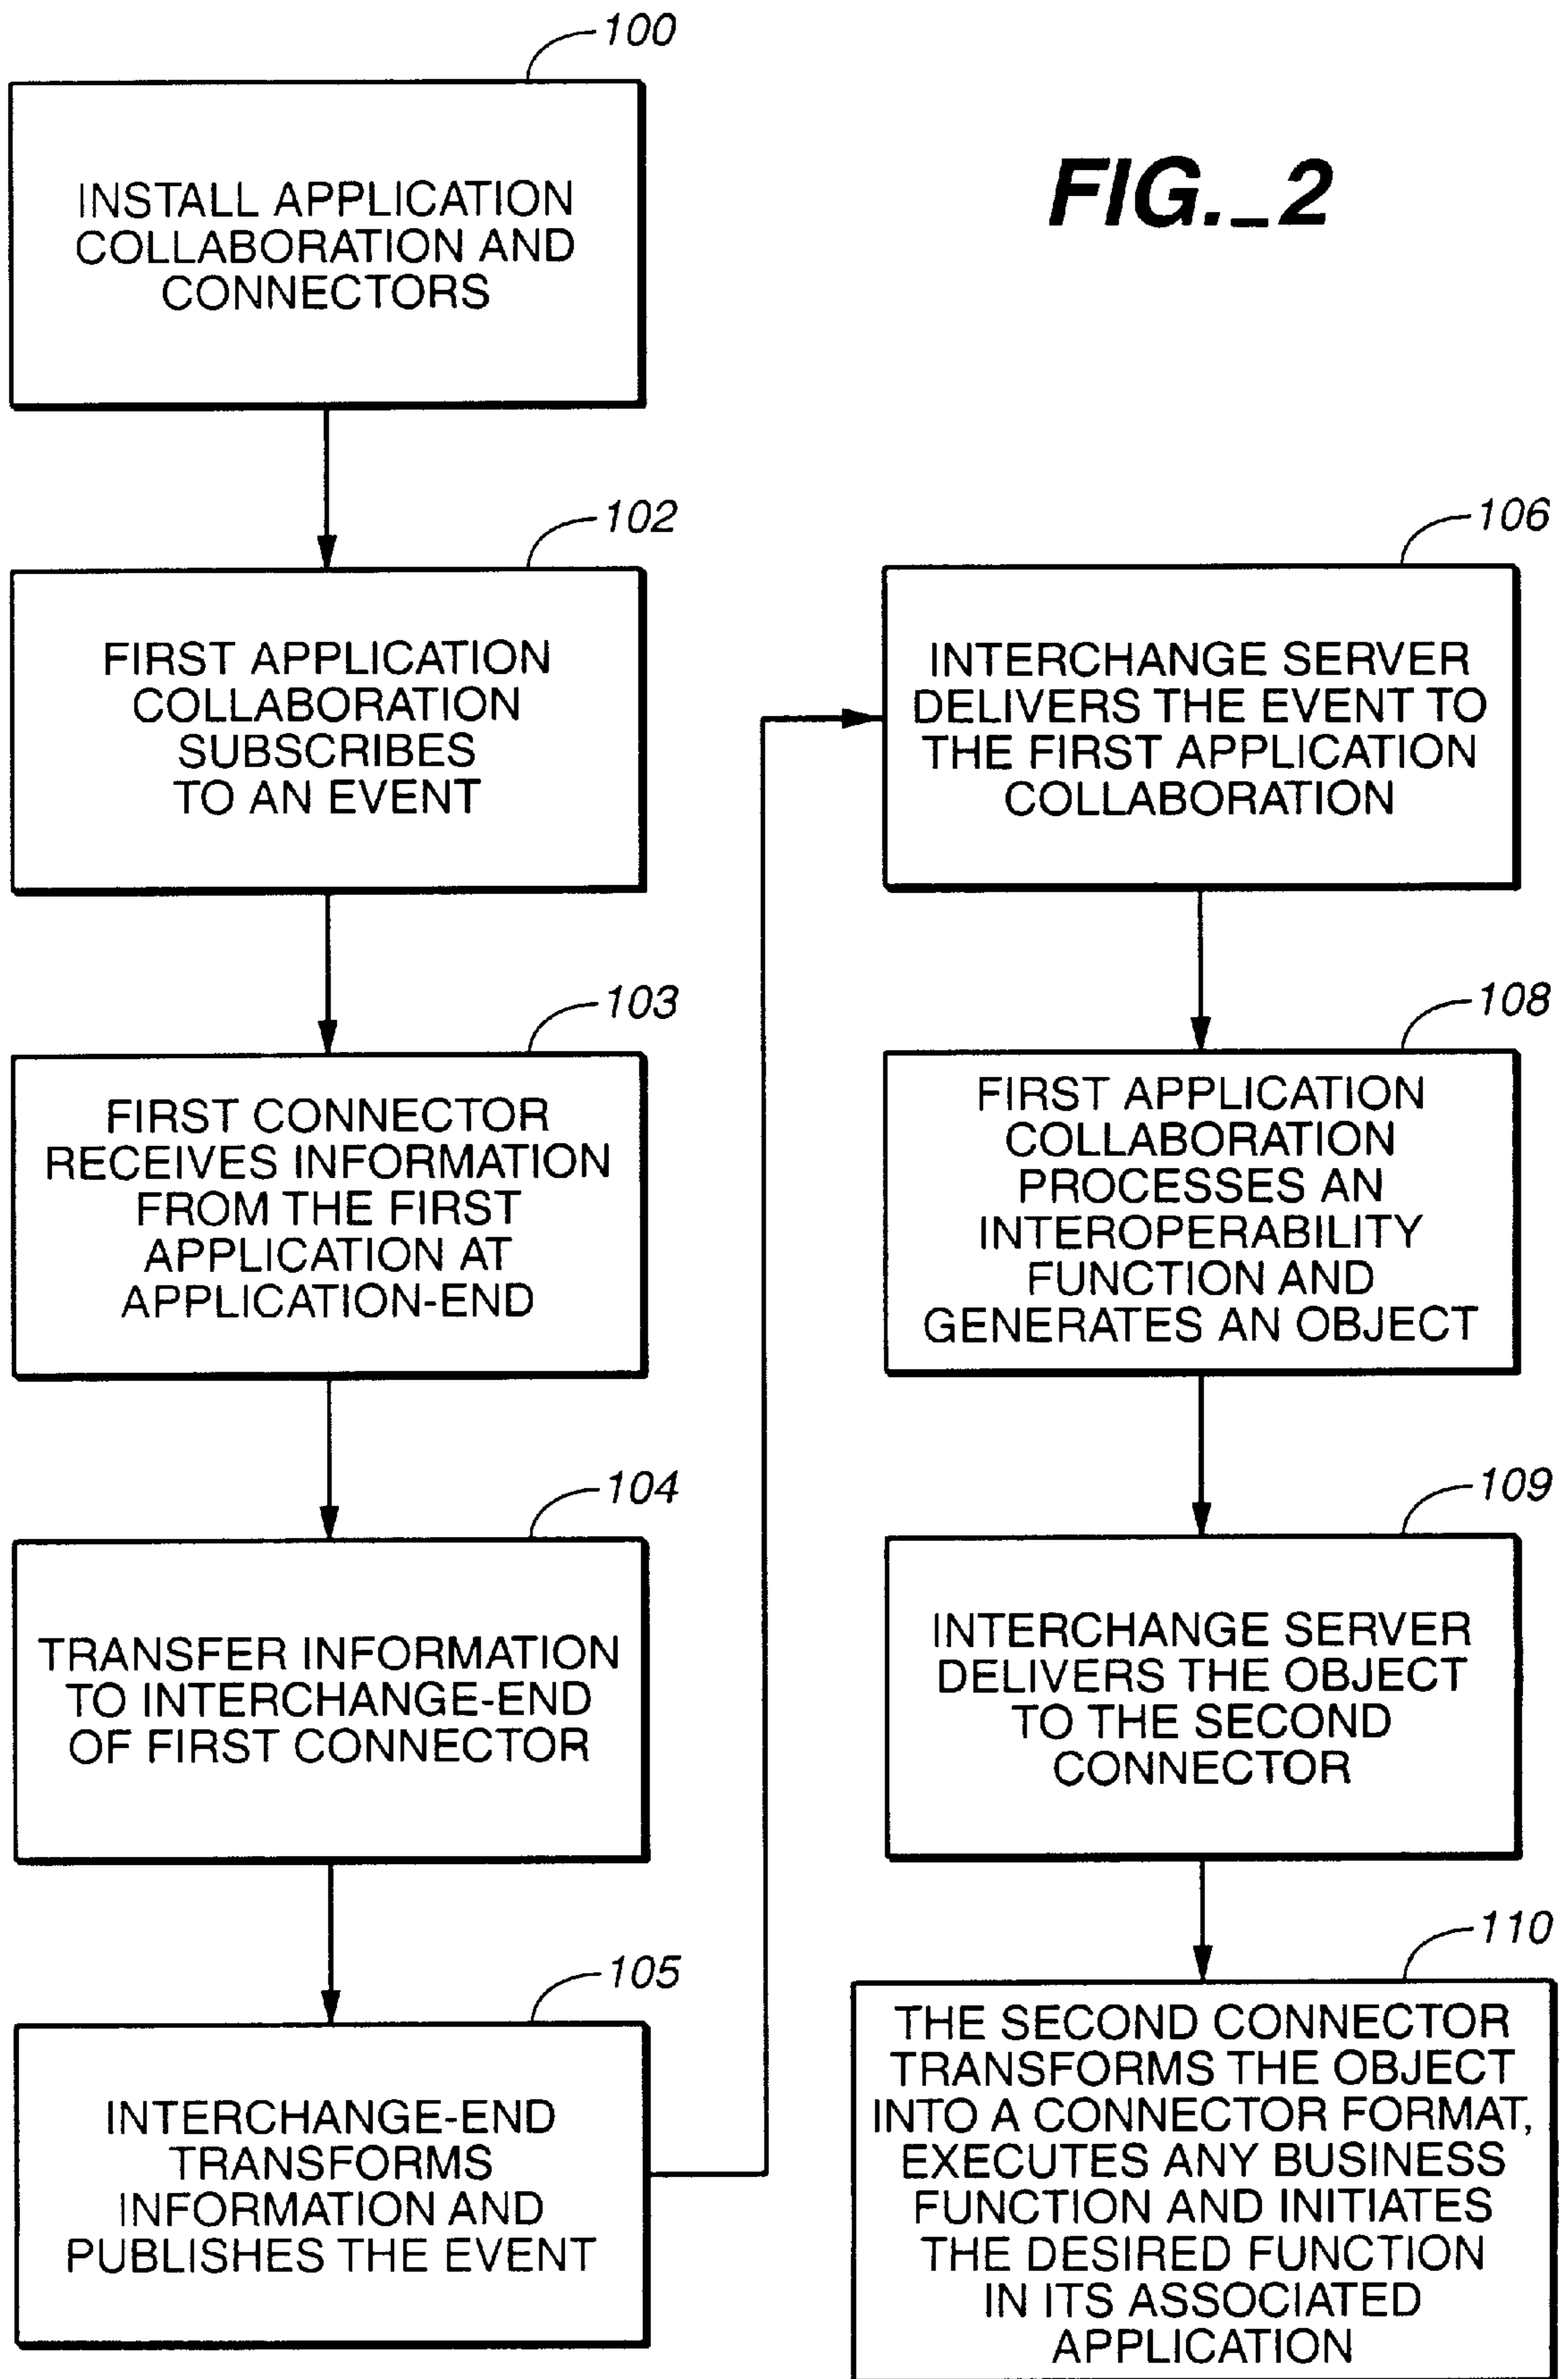 100
INSTALL APPLICATION
COLLABORATION AND
CONNECTORS
FIG._2
102
FIRST APPLICATION
COLLABORATION
SUBSCRIBES
TO AN EVENT
103
FIRST CONNECTOR
RECEIVES INFORMATION
FROM THE FIRST
APPLICATION AT
APPLICATION-END
104
TRANSFER INFORMATION
TO INTERCHANGE-END
OF FIRST CONNECTOR
105
INTERCHANGE-END
TRANSFORMS
INFORMATION AND
PUBLISHES THE EVENT
106
INTERCHANGE SERVER
DELIVERS THE EVENT TO
THE FIRST APPLICATION
COLLABORATION
108
FIRST APPLICATION
COLLABORATION
PROCESSES AN
INTEROPERABILITY
FUNCTION AND
GENERATES AN OBJECT
109
INTERCHANGE SERVER
DELIVERS THE OBJECT
TO THE SECOND
CONNECTOR
110
THE SECOND CONNECTOR
TRANSFORMS THE OBJECT
INTO A CONNECTOR FORMAT,
EXECUTES ANY BUSINESS
FUNCTION AND INITIATES
THE DESIRED FUNCTION
IN ITS ASSOCIATED
APPLICATION